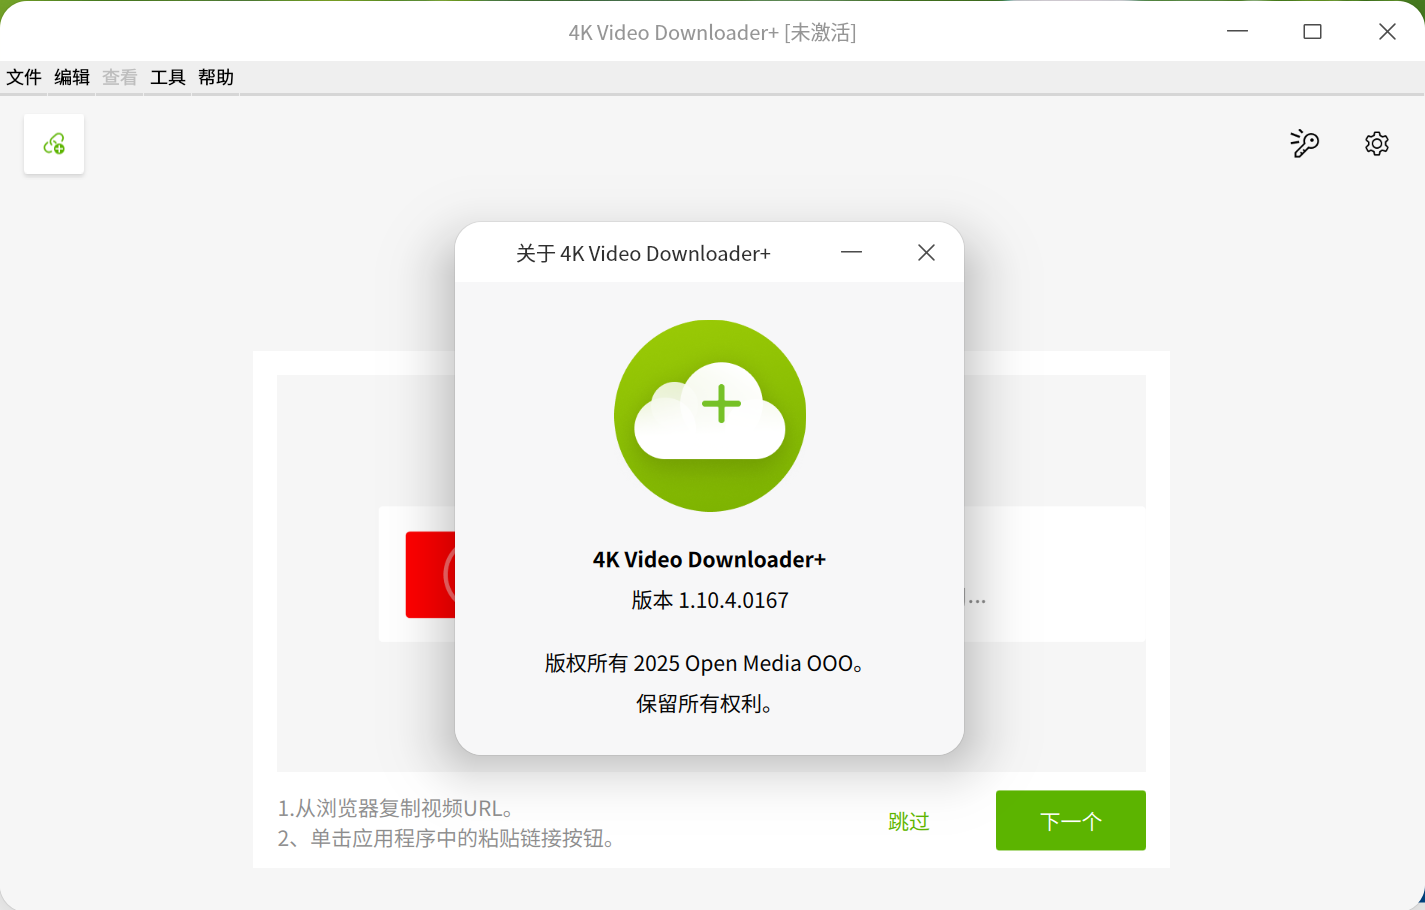 4K Video Downloader+ [未激活]
文件 编辑 查看 工具 帮助
关于 4K Video Downloader+
4K Video Downloader+
版本 1.10.4.0167
...
版权所有 2025 Open Media OOO。
保留所有权利。
1.从浏览器复制视频URL。
2、单击应用程序中的粘贴链接按钮。
跳过
下一个